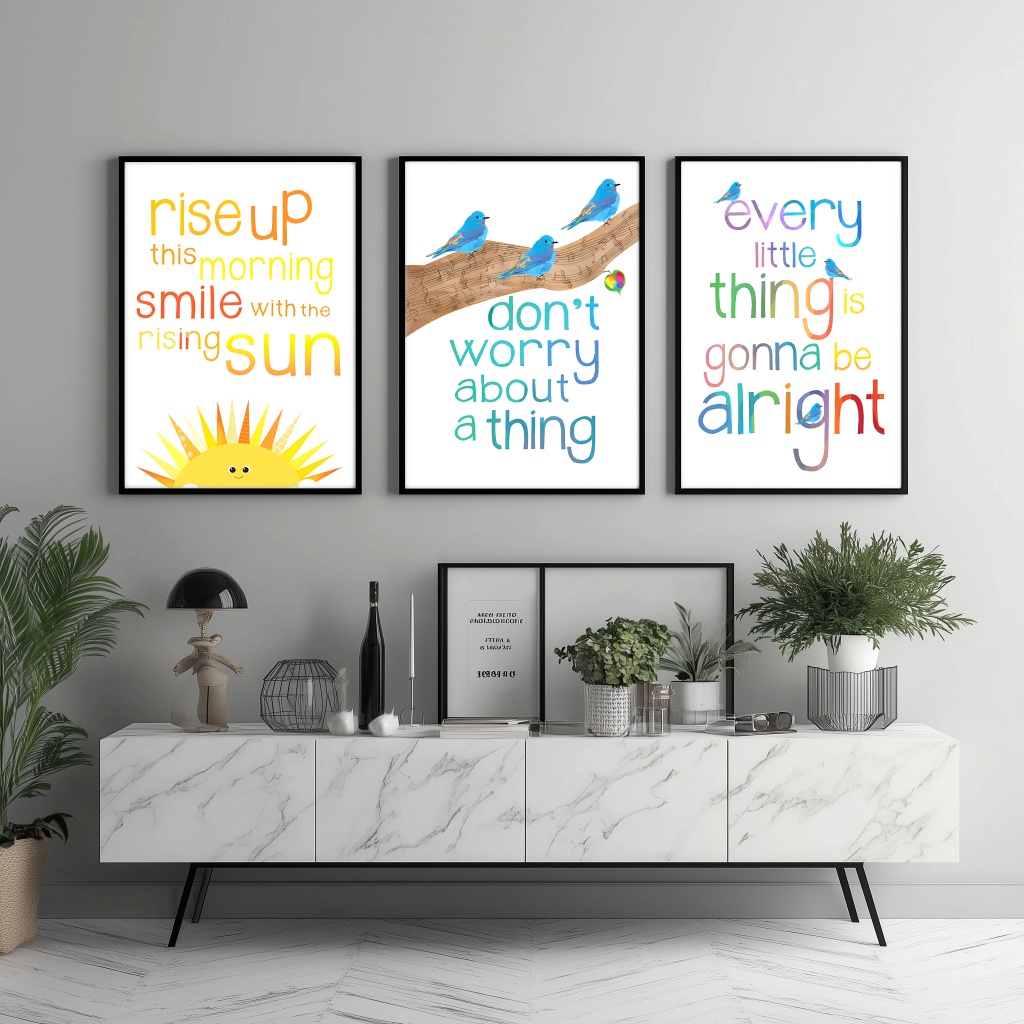 rise up
this morning
smile with the
rising sun
don't
worry
about
a thing
every
little
thing is
gonna be
alright